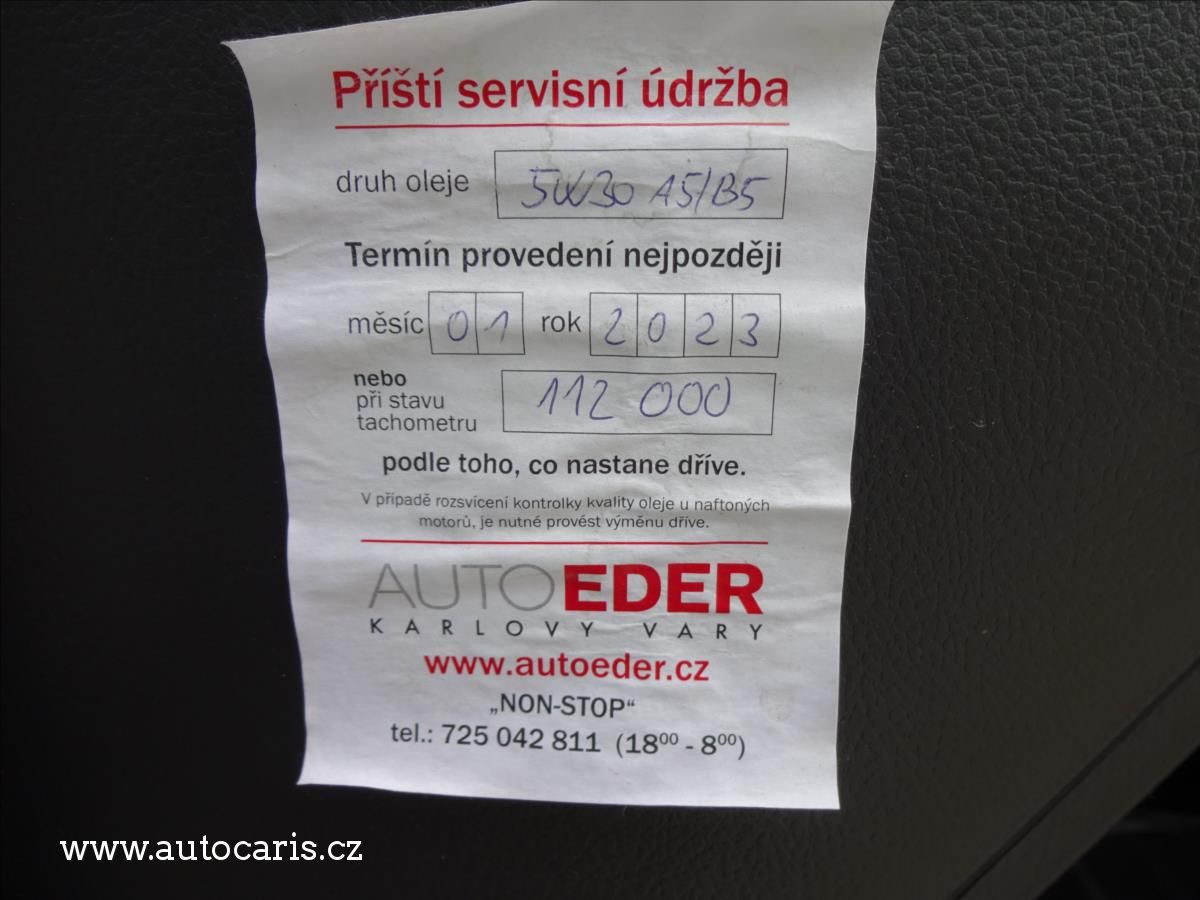 Příští servisní údržba
druh oleje 5W30 A5/B5
Termín provedení nejpozději
měsíc 01 rok 2023
nebo
při stavu
tachometru 112 000
podle toho, co nastane dříve.
V případě rozsvícení kontrolky kvality oleje u naftoných
motorů, je nutné provést výměnu dříve.
AUTOEDER
KARLOVY VARY
www.autoeder.cz
„NON-STOP“
tel.: 725 042 811 (18⁰⁰ - 8⁰⁰)
www.autocaris.cz